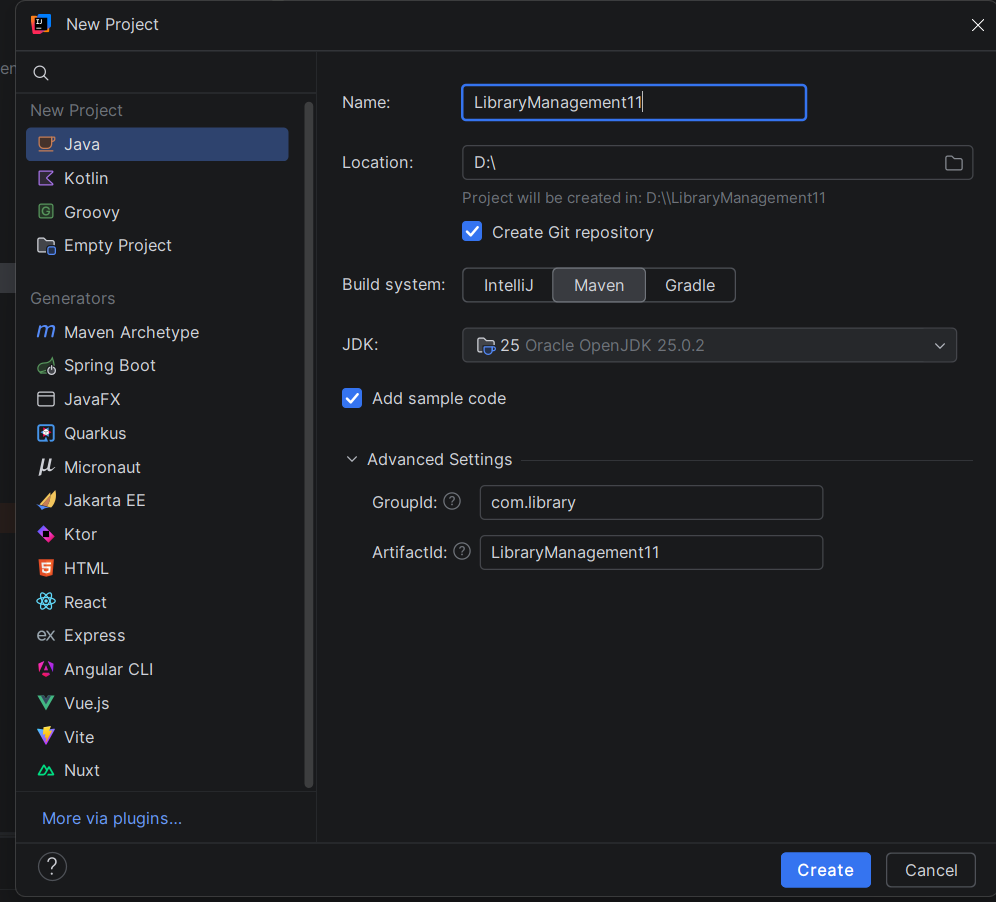 New Project
en
New Project
Java
Kotlin
Groovy
Empty Project
Generators
Maven Archetype
Spring Boot
JavaFX
Quarkus
Micronaut
Jakarta EE
Ktor
HTML
React
Express
Angular CLI
Vue.js
Vite
Nuxt
More via plugins...
Name: LibraryManagement11
Location: D:\
Project will be created in: D:\\LibraryManagement11
Create Git repository
Build system: IntelliJ Maven Gradle
JDK: 25 Oracle OpenJDK 25.0.2
Add sample code
Advanced Settings
GroupId: ? com.library
ArtifactId: ? LibraryManagement11
? Create Cancel